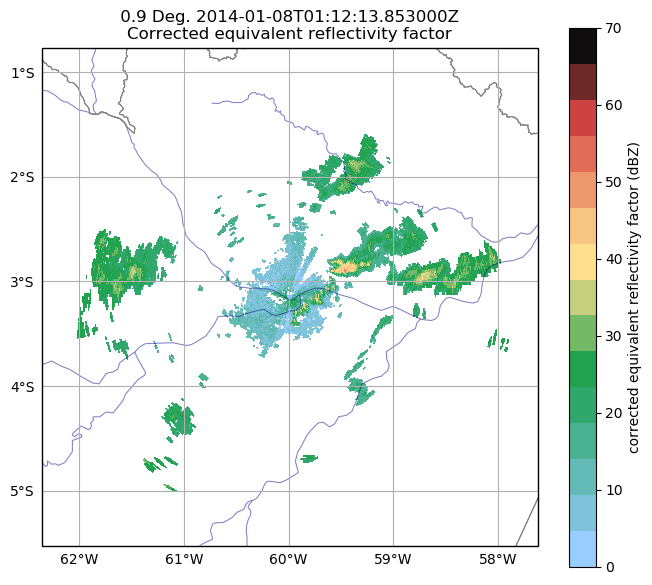 0.9 Deg. 2014-01-08T01:12:13.853000Z
Corrected equivalent reflectivity factor
1°S
2°S
3°S
4°S
5°S
62°W 61°W 60°W 59°W 58°W
70
60
50
40
30
20
10
0
corrected equivalent reflectivity factor (dBZ)